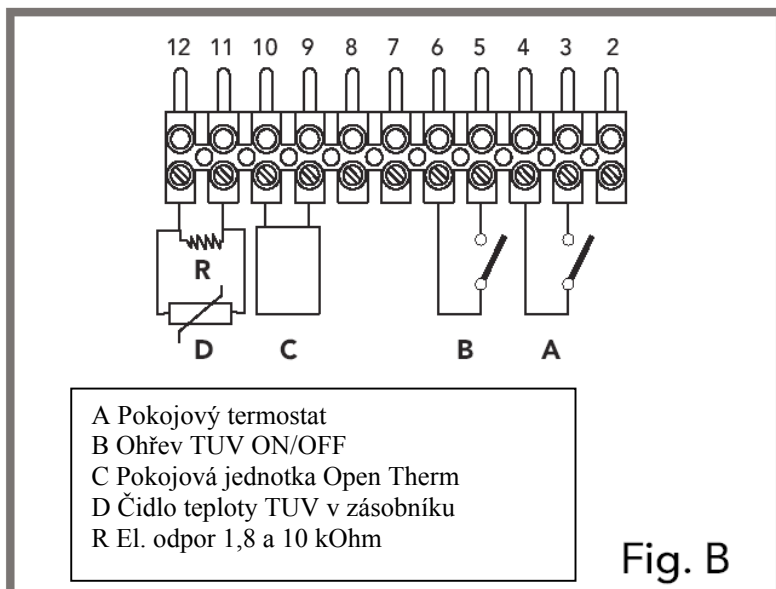 12 11 10 9 8 7 6 5 4 3 2
R
D C B A
A Pokojový termostat
B Ohřev TUV ON/OFF
C Pokojová jednotka Open Therm
D Čidlo teploty TUV v zásobníku
R El. odpor 1,8 a 10 kOhm
Fig. B